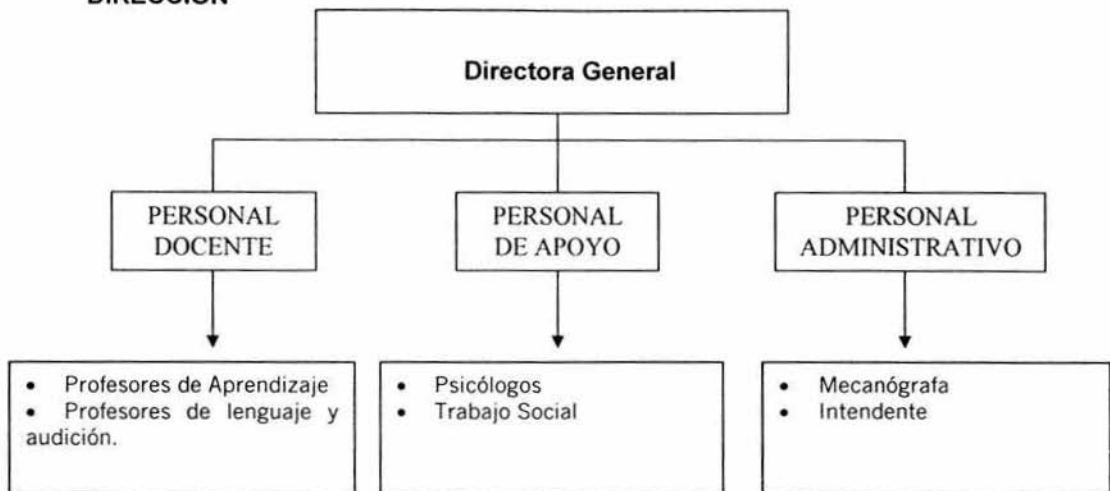 DIRECCIÓN
Directora General
PERSONAL
DOCENTE
PERSONAL
DE APOYO
PERSONAL
ADMINISTRATIVO
• Profesores de Aprendizaje
• Profesores de lenguaje y
audición.
• Psicólogos
• Trabajo Social
• Mecanógrafa
• Intendente